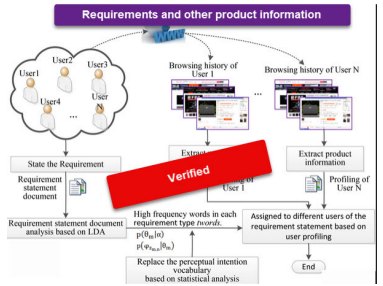 Requirements and other product information
www
User1
User2
User3
User4
User
N
...
Browsing history of
User 1
...
Browsing history of User N
State the Requirement
Extract
Extract product
information
Verified
Requirement
statement
document
of
User 1
Profiling of
User N
Requirement statement document
analysis based on LDA
High frequency words in each
requirement type twords.
p(θm|α)
Assigned to different users of the
requirement statement based on
user profiling
Replace the perceptual intention
vocabulary
based on statistical analysis
End